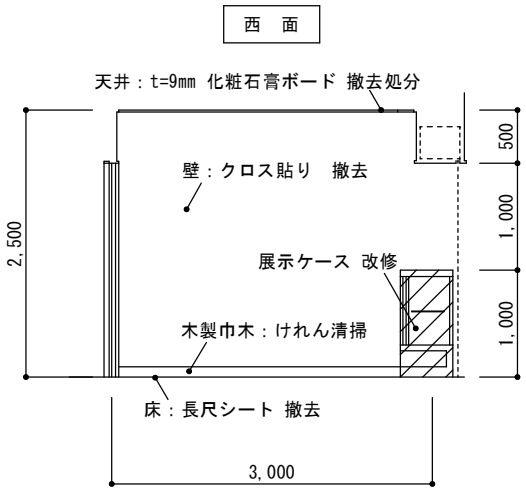 西 面
天井：t=9mm 化粧石膏ボード 撤去処分
500
壁：クロス貼り 撤去
2,500
1,000
展示ケース 改修
木製巾木：けれん清掃
1,000
床：長尺シート 撤去
3,000